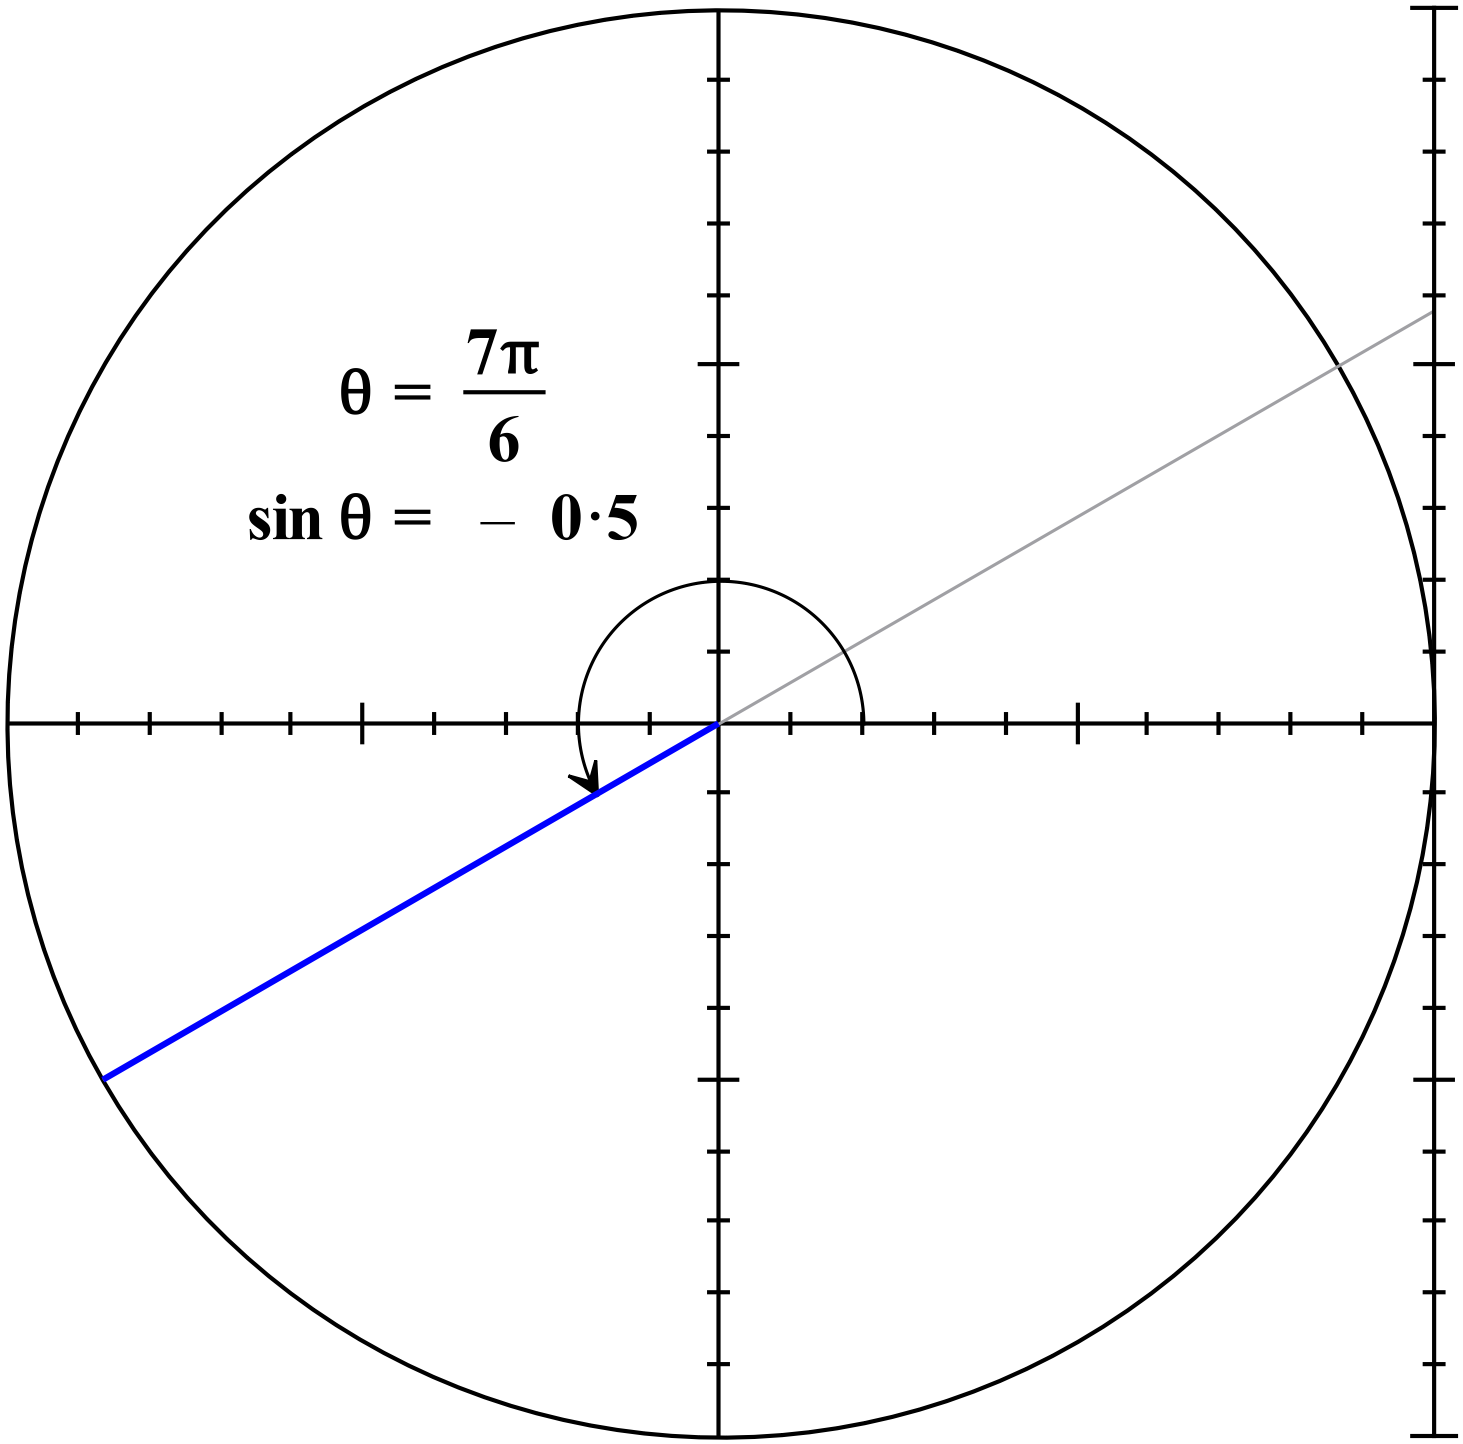 θ = 7π/6
sin θ = – 0·5